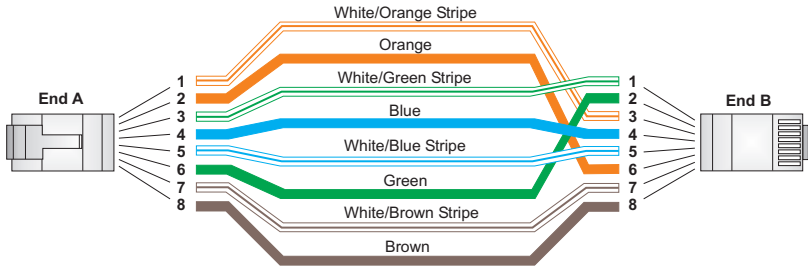 White/Orange Stripe
Orange
White/Green Stripe
Blue
White/Blue Stripe
Green
White/Brown Stripe
Brown
End A
1
2
3
4
5
6
7
8
End B
1
2
3
4
5
6
7
8